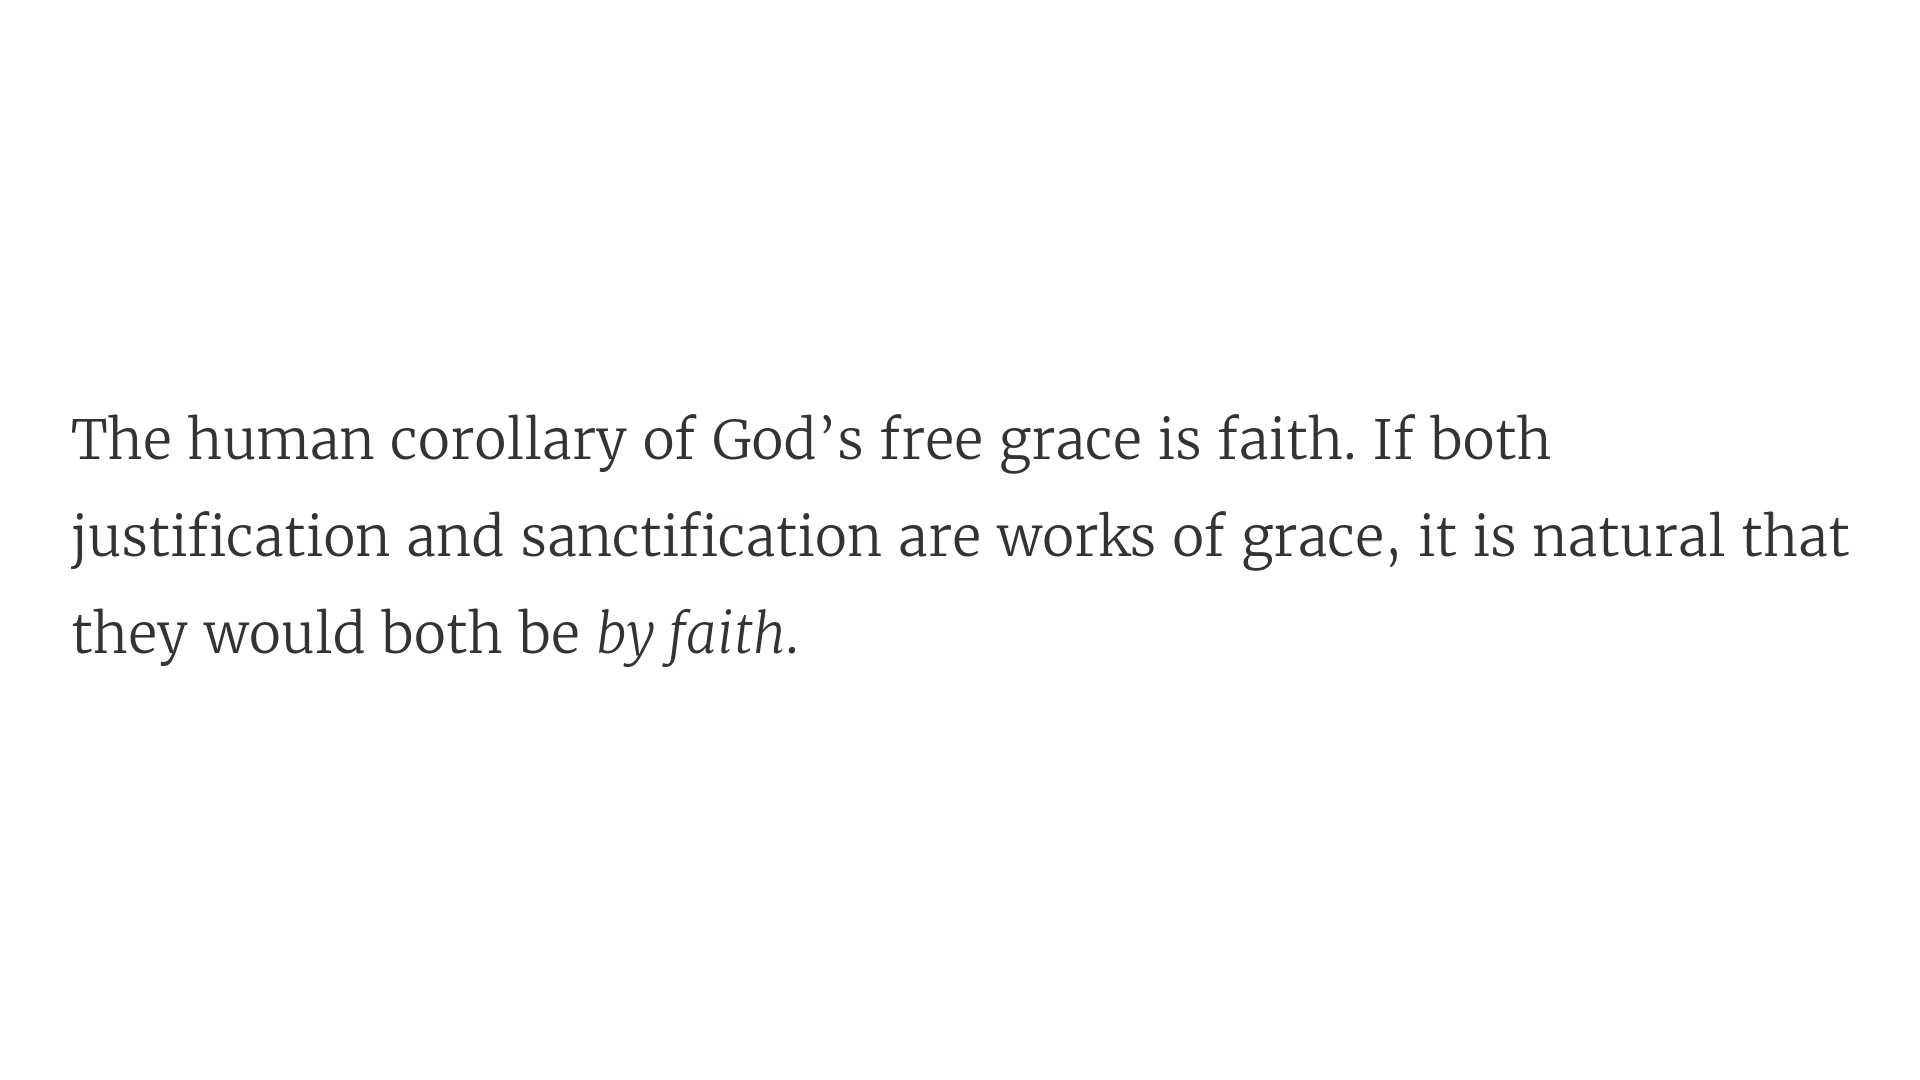 The human corollary of God’s free grace is faith. If both
justification and sanctification are works of grace, it is natural that
they would both be by faith.